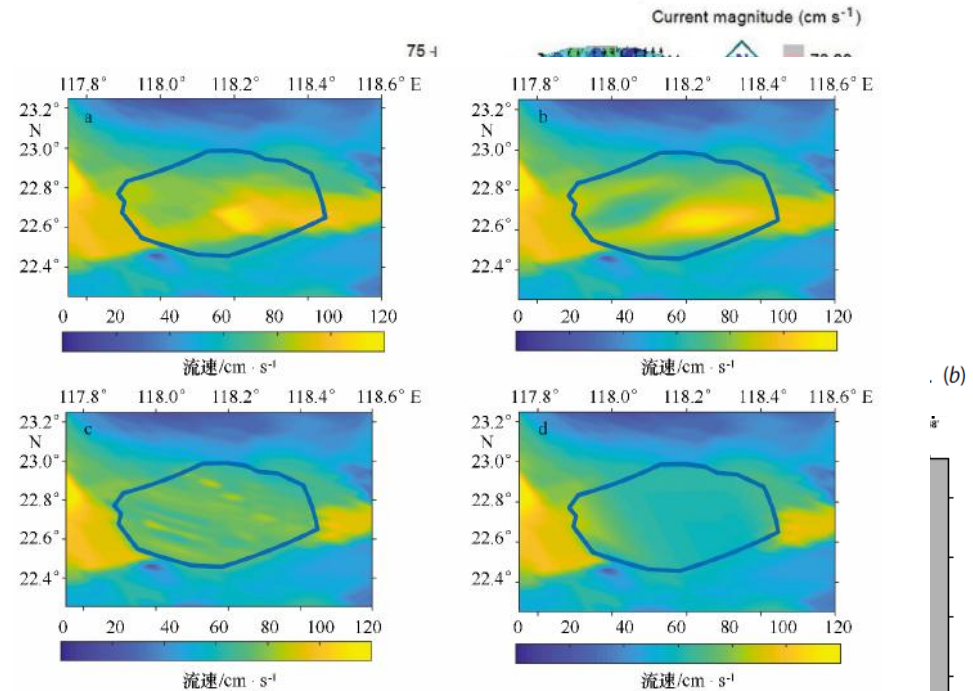 Current magnitude (cm s⁻¹)
75
117.8° 118.0° 118.2° 118.4° 118.6° E
23.2°
N
23.0°
22.8°
22.6°
22.4°
a
0 20 40 60 80 100 120
流速/cm · s⁻¹
117.8° 118.0° 118.2° 118.4° 118.6° E
23.2°
N
23.0°
22.8°
22.6°
22.4°
b
0 20 40 60 80 100 120
流速/cm · s⁻¹
(b)
117.8° 118.0° 118.2° 118.4° 118.6° E
23.2°
N
23.0°
22.8°
22.6°
22.4°
c
0 20 40 60 80 100 120
流速/cm · s⁻¹
117.8° 118.0° 118.2° 118.4° 118.6° E
23.2°
N
23.0°
22.8°
22.6°
22.4°
d
0 20 40 60 80 100 120
流速/cm · s⁻¹